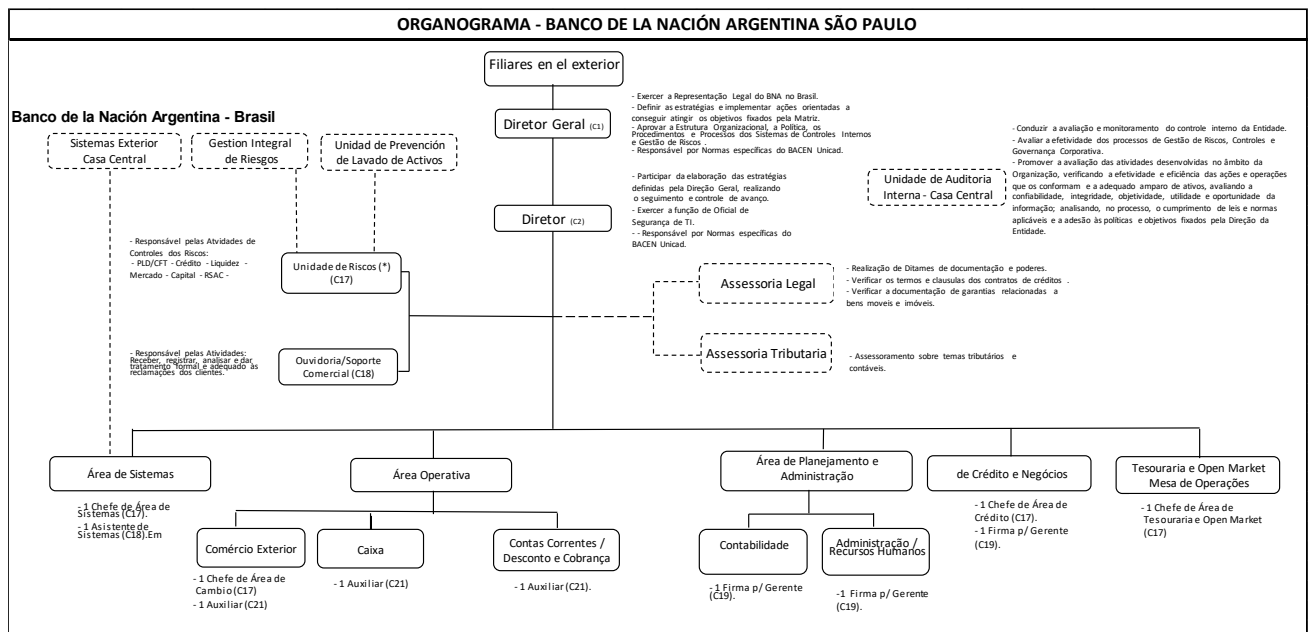 ORGANOGRAMA - BANCO DE LA NACIÓN ARGENTINA SÃO PAULO
Filiares en el exterior
Diretor Geral (C1)
- Exercer a Representação Legal do BNA no Brasil.
- Definir as estratégias e implementar ações orientadas a
conseguir atingir os objetivos fixados pela Matriz.
- Aprovar a Estrutura Organizacional, a Política, os
Procedimentos e Processos dos Sistemas de Controles Internos
e Gestão de Riscos .
- Responsável por Normas específicas do BACEN Unicad.
Banco de la Nación Argentina - Brasil
Sistemas Exterior
Casa Central
Gestion Integral
de Riesgos
Unidad de Prevención
de Lavado de Activos
Unidade de Auditoria
Interna - Casa Central
- Conduzir a avaliação e monitoramento do controle interno da Entidade.
- Avaliar a efetividade dos processos de Gestão de Riscos, Controles e
Governança Corporativa.
- Promover a avaliação das atividades desenvolvidas no âmbito da
Organização, verificando a efetividade e eficiência das ações e operações
que os conformam e a adequado amparo de ativos, avaliando a
confiabilidade, integridade, objetividade, utilidade e oportunidade da
informação; analisando, no processo, o cumprimento de leis e normas
aplicáveis e a adesão às políticas e objetivos fixados pela Direção da
Entidade.
Diretor (C2)
- Participar da elaboração das estratégias
definidas pela Direção Geral, realizando
o seguimento e controle de avanço.
- Exercer a função de Oficial de
Segurança de TI.
- - Responsável por Normas específicas do
BACEN Unicad.
- Responsável pelas Atvidades de
Controles dos Riscos:
- PLD/CFT - Crédito - Liquidez -
Mercado - Capital - RSAC -
Unidade de Riscos (*)
(C17)
Assessoria Legal
- Realização de Ditames de documentação e poderes.
- Verificar os termos e clausulas dos contratos de créditos .
- Verificar a documentação de garantias relacionadas a
bens moveis e imóveis.
- Responsável pelas Atividades:
Receber, registrar, analisar e dar
tratamento formal e adequado às
reclamações dos clientes.
Ouvidoria/Soporte
Comercial (C18)
Assessoria Tributaria
- Assessoramento sobre temas tributários e
contáveis.
Área de Sistemas
- 1 Chefe de Área de
Sistemas (C17).
- 1 Asistente de
Sistemas (C18).Em
Área Operativa
Comércio Exterior
- 1 Chefe de Área de
Cambio (C17)
- 1 Auxiliar (C21)
Caixa
- 1 Auxiliar (C21)
Contas Correntes /
Desconto e Cobrança
- 1 Auxiliar (C21).
Área de Planejamento e
Administração
Contabilidade
- 1 Firma p/ Gerente
(C19).
Administração /
Recursos Humanos
-1 Firma p/ Gerente
(C19).
de Crédito e Negócios
- 1 Chefe de Área de
Crédito (C17).
- 1 Firma p/ Gerente
(C19).
Tesouraria e Open Market
Mesa de Operações
- 1 Chefe de Área de
Tesouraria e Open Market
(C17)